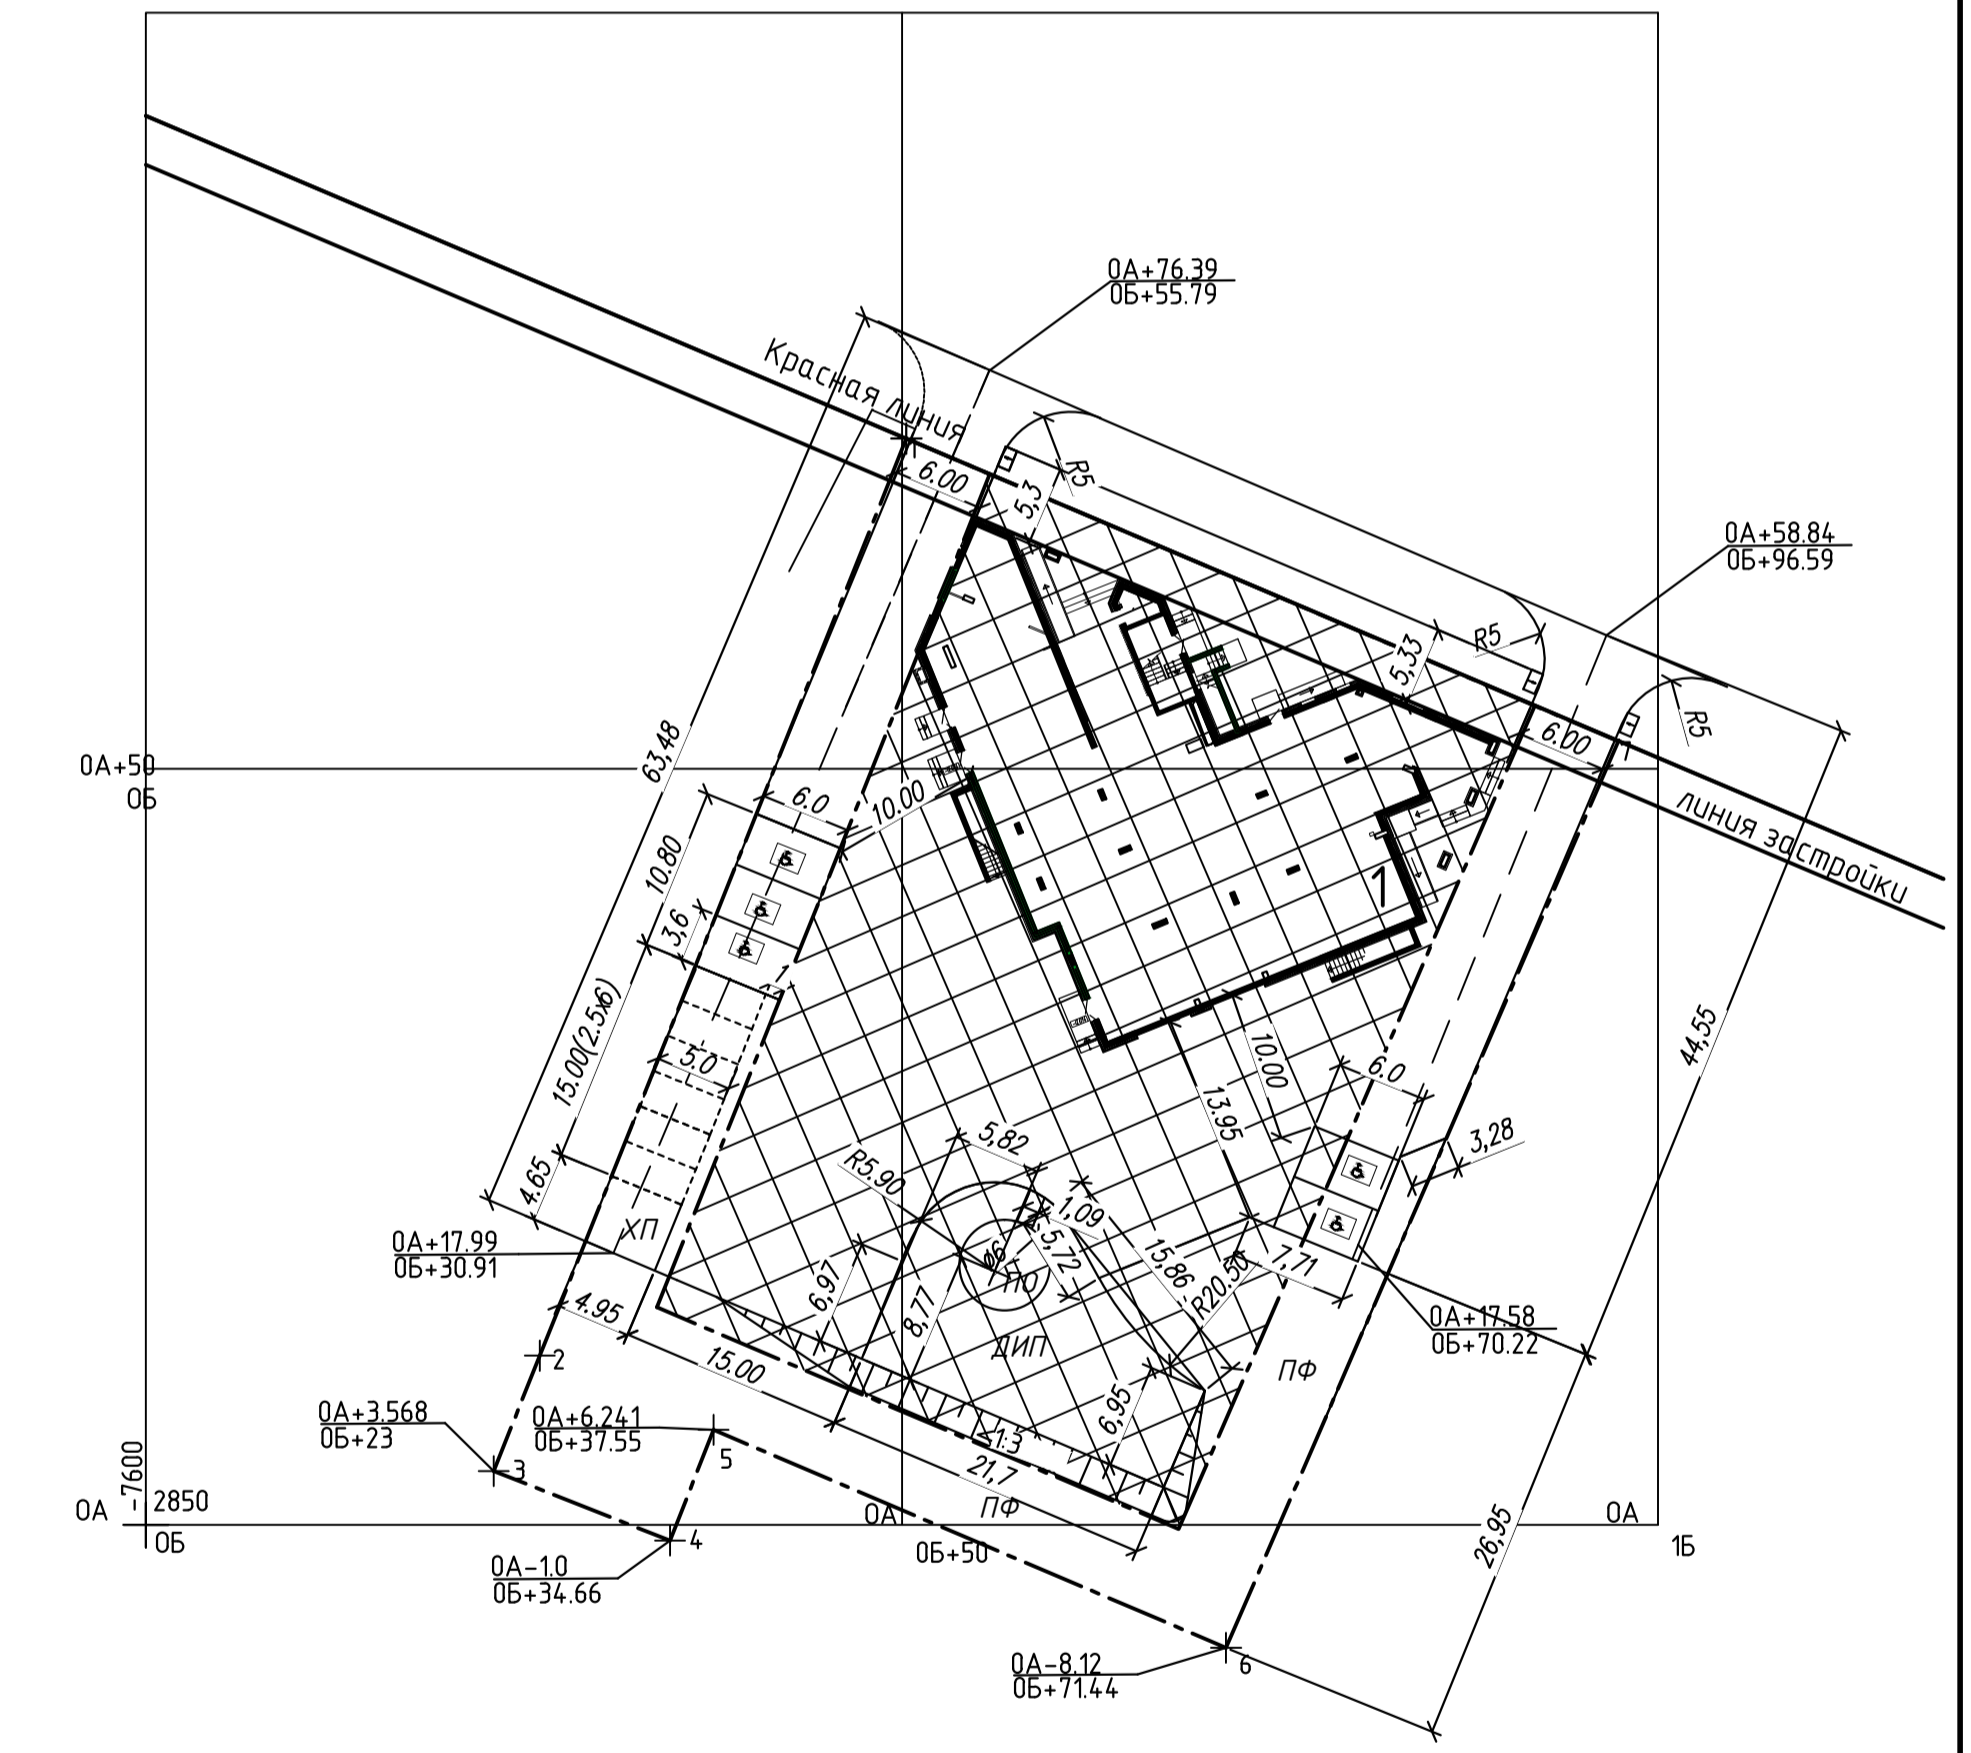 0А+76.39
0Б+55.79
Красная линия
6.00
5,3
R5
0А+58.84
0Б+96.59
5,33
R5
6.00
R5
линия застройки
63,48
0А+50
0Б
6.0
10.00
10.80
3,6
1
1
15.00(2.5х6)
5.0
44,55
10.00
6.0
13.95
3,28
5,82
R5.90
4.65
1,09
ХП
0А+17.99
0Б+30.91
ø6
ПО
5,72
15,86
R20.50
7,71
6,97
8,77
4.95
ДИП
0А+17.58
0Б+70.22
2
15.00
ПФ
6,95
0А+3.568
0Б+23
0А+6.241
0Б+37.55
1:3
3
5
21,7
ПФ
-7600
2850
0А
0Б
0А
0Б+50
0А
1Б
26,95
4
0А-1.0
0Б+34.66
0А-8.12
0Б+71.44
6